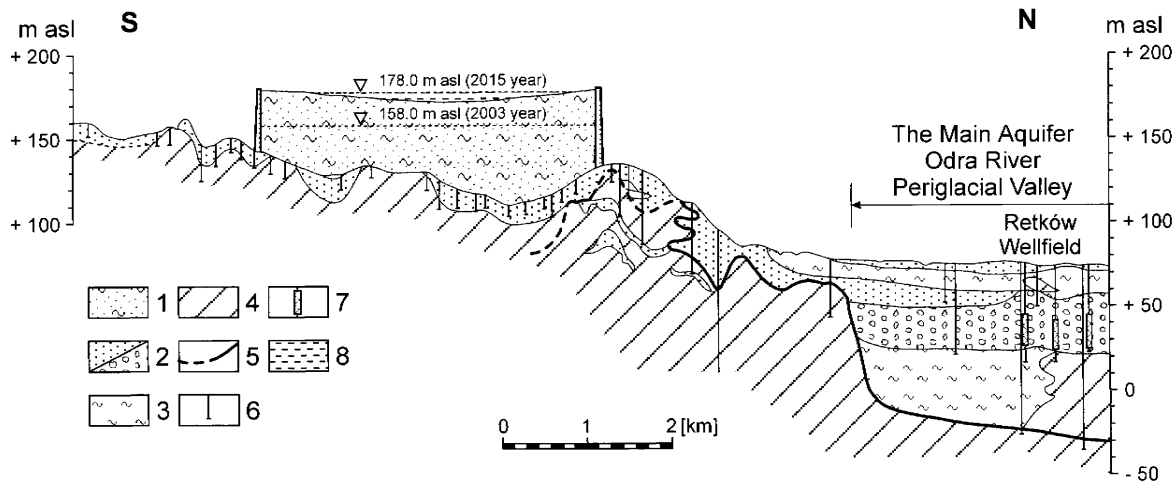 m asl
S
N
m asl
+ 200
+ 150
+ 100
178.0 m asl (2015 year)
158.0 m asl (2003 year)
+ 200
+ 150
+ 100
+ 50
0
- 50
The Main Aquifer
Odra River
Periglacial Valley
Retków
Wellfield
1
4
7
2
5
8
3
6
0
1
2 [km]